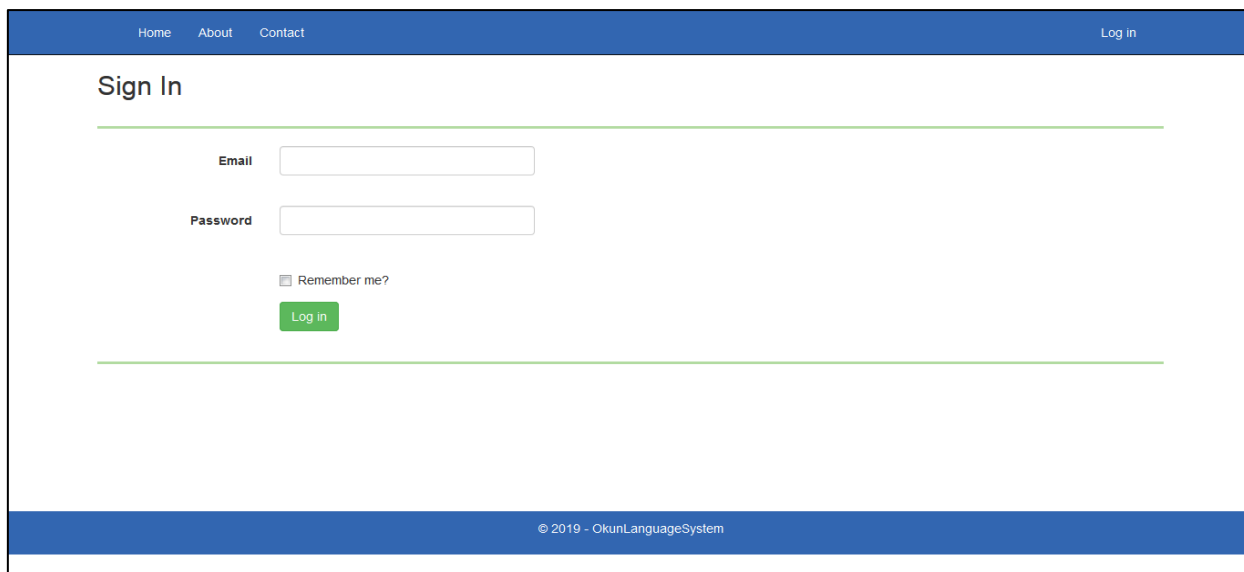 Home About Contact Log in
Sign In
Email
Password
Remember me?
Log in
© 2019 - OkunLanguageSystem